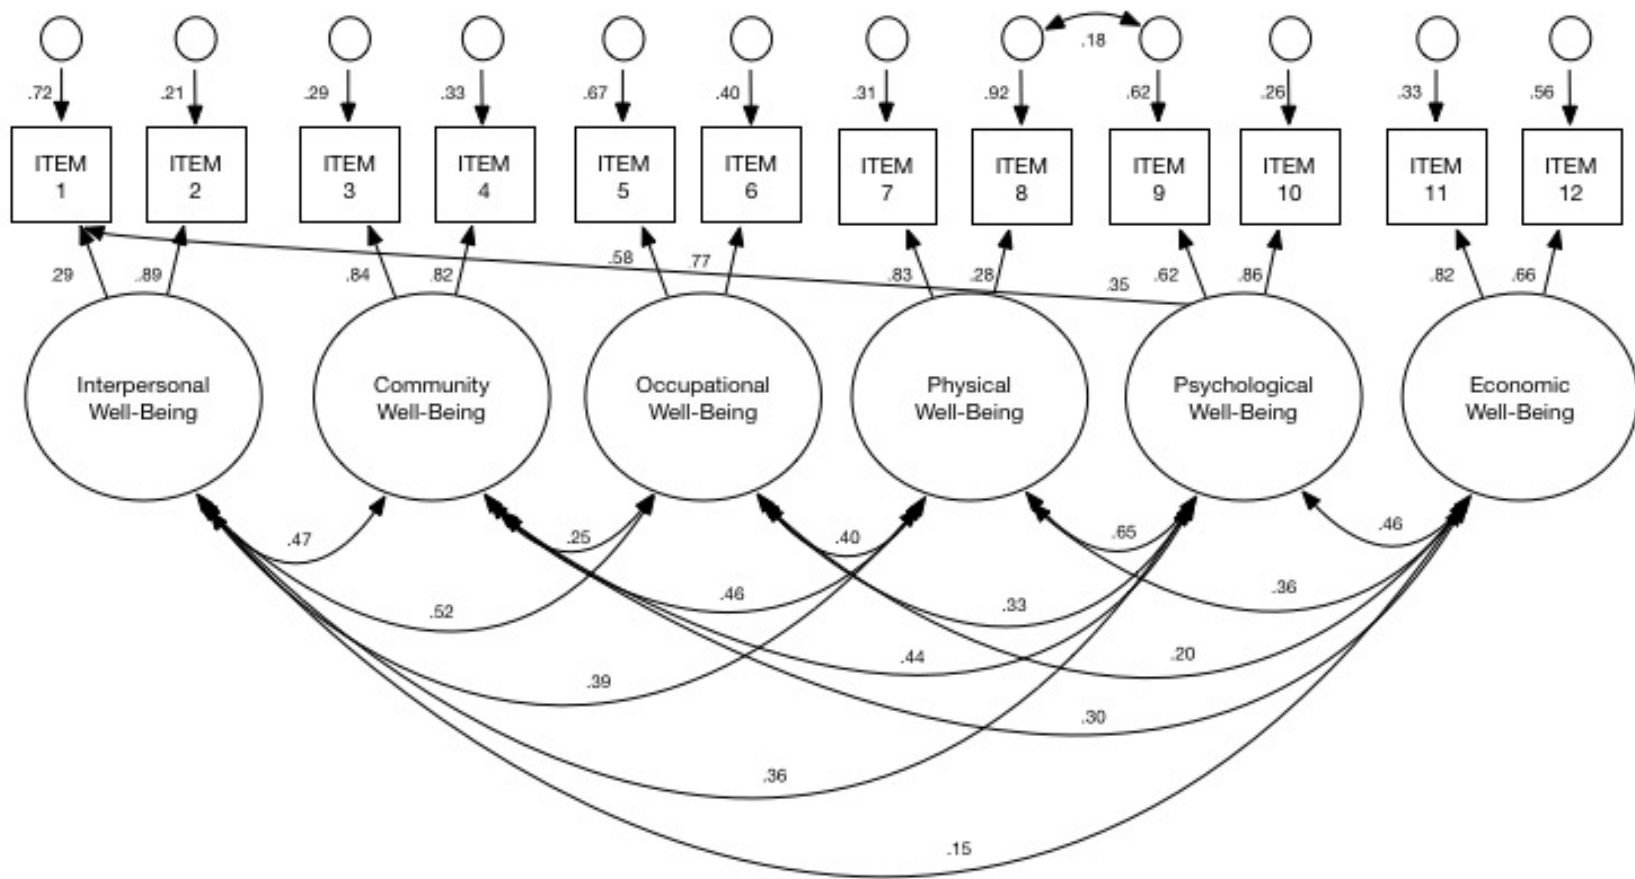 .18
.72 .21 .29 .33 .67 .40 .31 .92 .62 .26 .33 .56
ITEM ITEM ITEM ITEM ITEM ITEM ITEM ITEM ITEM ITEM ITEM ITEM
1 2 3 4 5 6 7 8 9 10 11 12
.29 .89 .84 .82 .58 .77 .83 .28 .35 .62 .86 .82 .66
Interpersonal Community Occupational Physical Psychological Economic
Well-Being Well-Being Well-Being Well-Being Well-Being Well-Being
.47 .25 .40 .65 .46
.52 .46 .33 .36
.39 .44 .20
.36 .30
.15